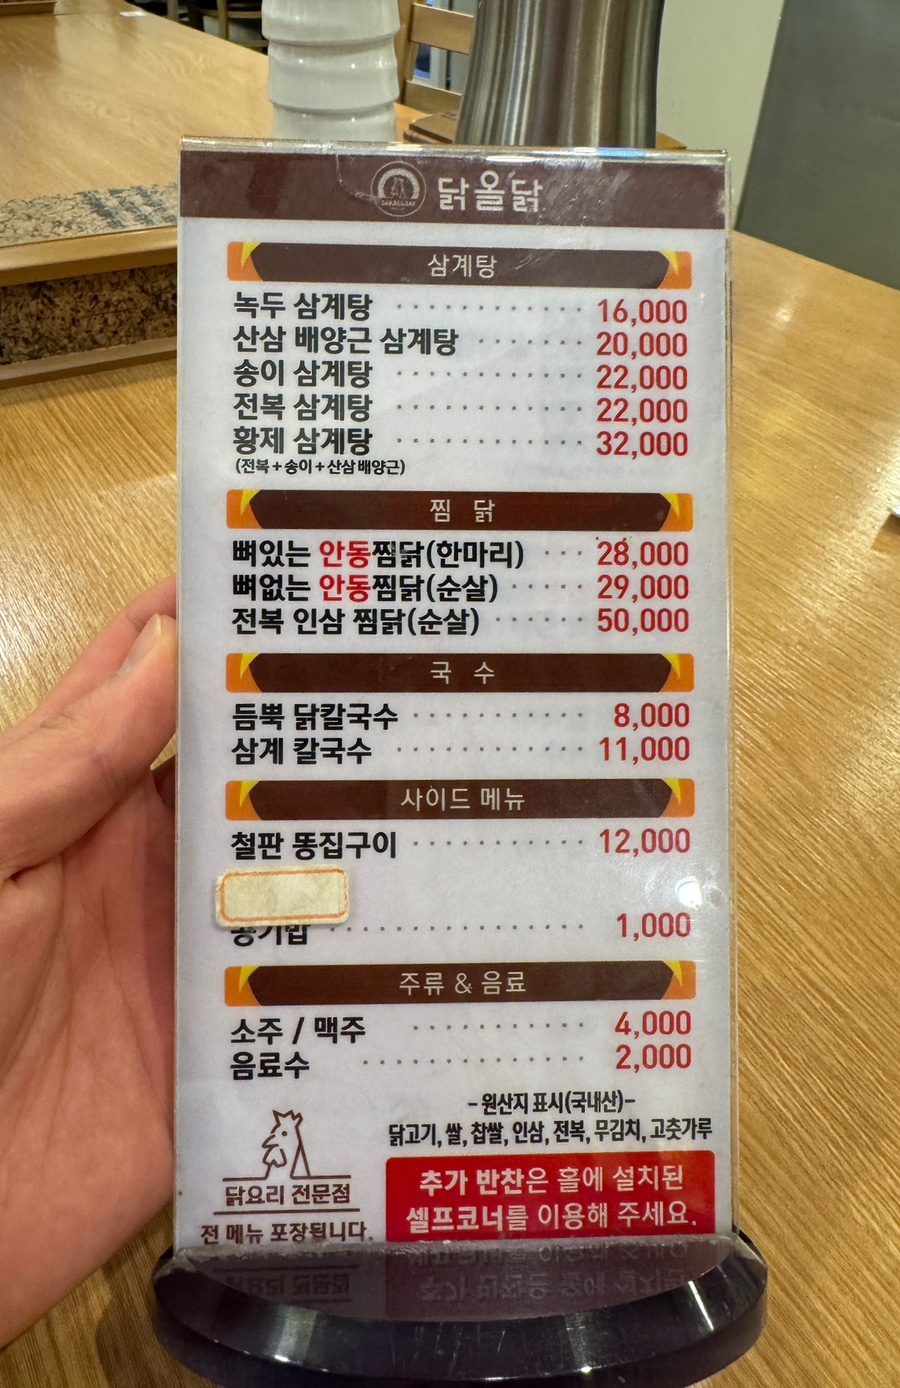 닭올닭
삼계탕
녹두 삼계탕 16,000
산삼 배양근 삼계탕 20,000
송이 삼계탕 22,000
전복 삼계탕 22,000
황제 삼계탕 32,000
(전복+송이+산삼배양근)
찜 닭
뼈있는 안동찜닭(한마리) 28,000
뼈없는 안동찜닭(순살) 29,000
전복 인삼 찜닭(순살) 50,000
국 수
듬뿍 닭칼국수 8,000
삼계 칼국수 11,000
사이드 메뉴
철판 똥집구이 12,000
공기밥 1,000
주류 & 음료
소주 / 맥주 4,000
음료수 2,000
- 원산지 표시(국내산)-
닭고기, 쌀, 찹쌀, 인삼, 전복, 무김치, 고춧가루
닭요리 전문점
전 메뉴 포장됩니다.
추가 반찬은 홀에 설치된
셀프코너를 이용해 주세요.